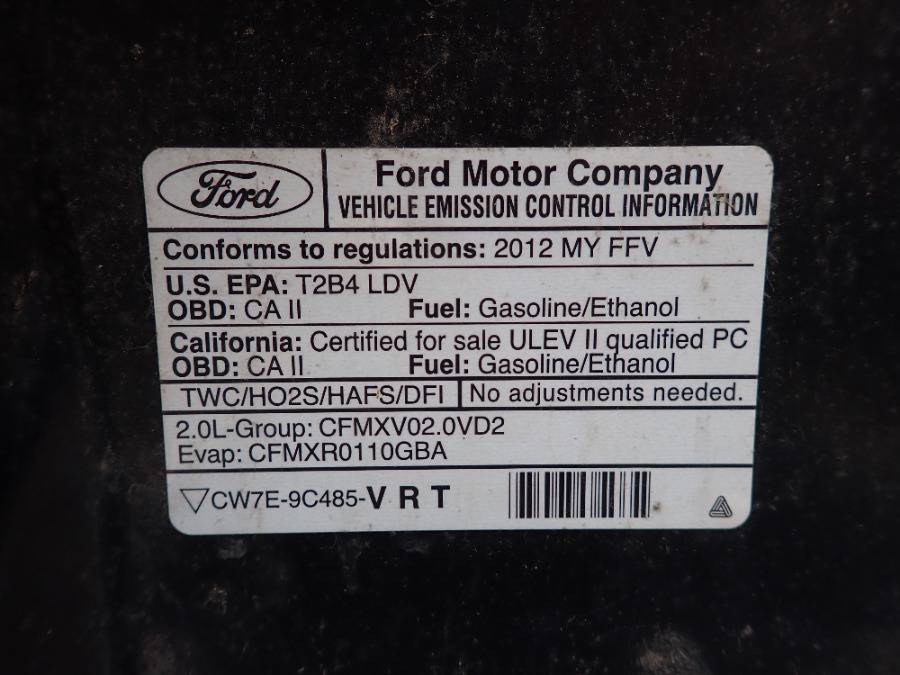 Ford
Ford Motor Company
VEHICLE EMISSION CONTROL INFORMATION
Conforms to regulations: 2012 MY FFV
U.S. EPA: T2B4 LDV
OBD: CA II Fuel: Gasoline/Ethanol
California: Certified for sale ULEV II qualified PC
OBD: CA II Fuel: Gasoline/Ethanol
TWC/HO2S/HAFS/DFI No adjustments needed.
2.0L-Group: CFMXV02.0VD2
Evap: CFMXR0110GBA
CW7E-9C485-V R T